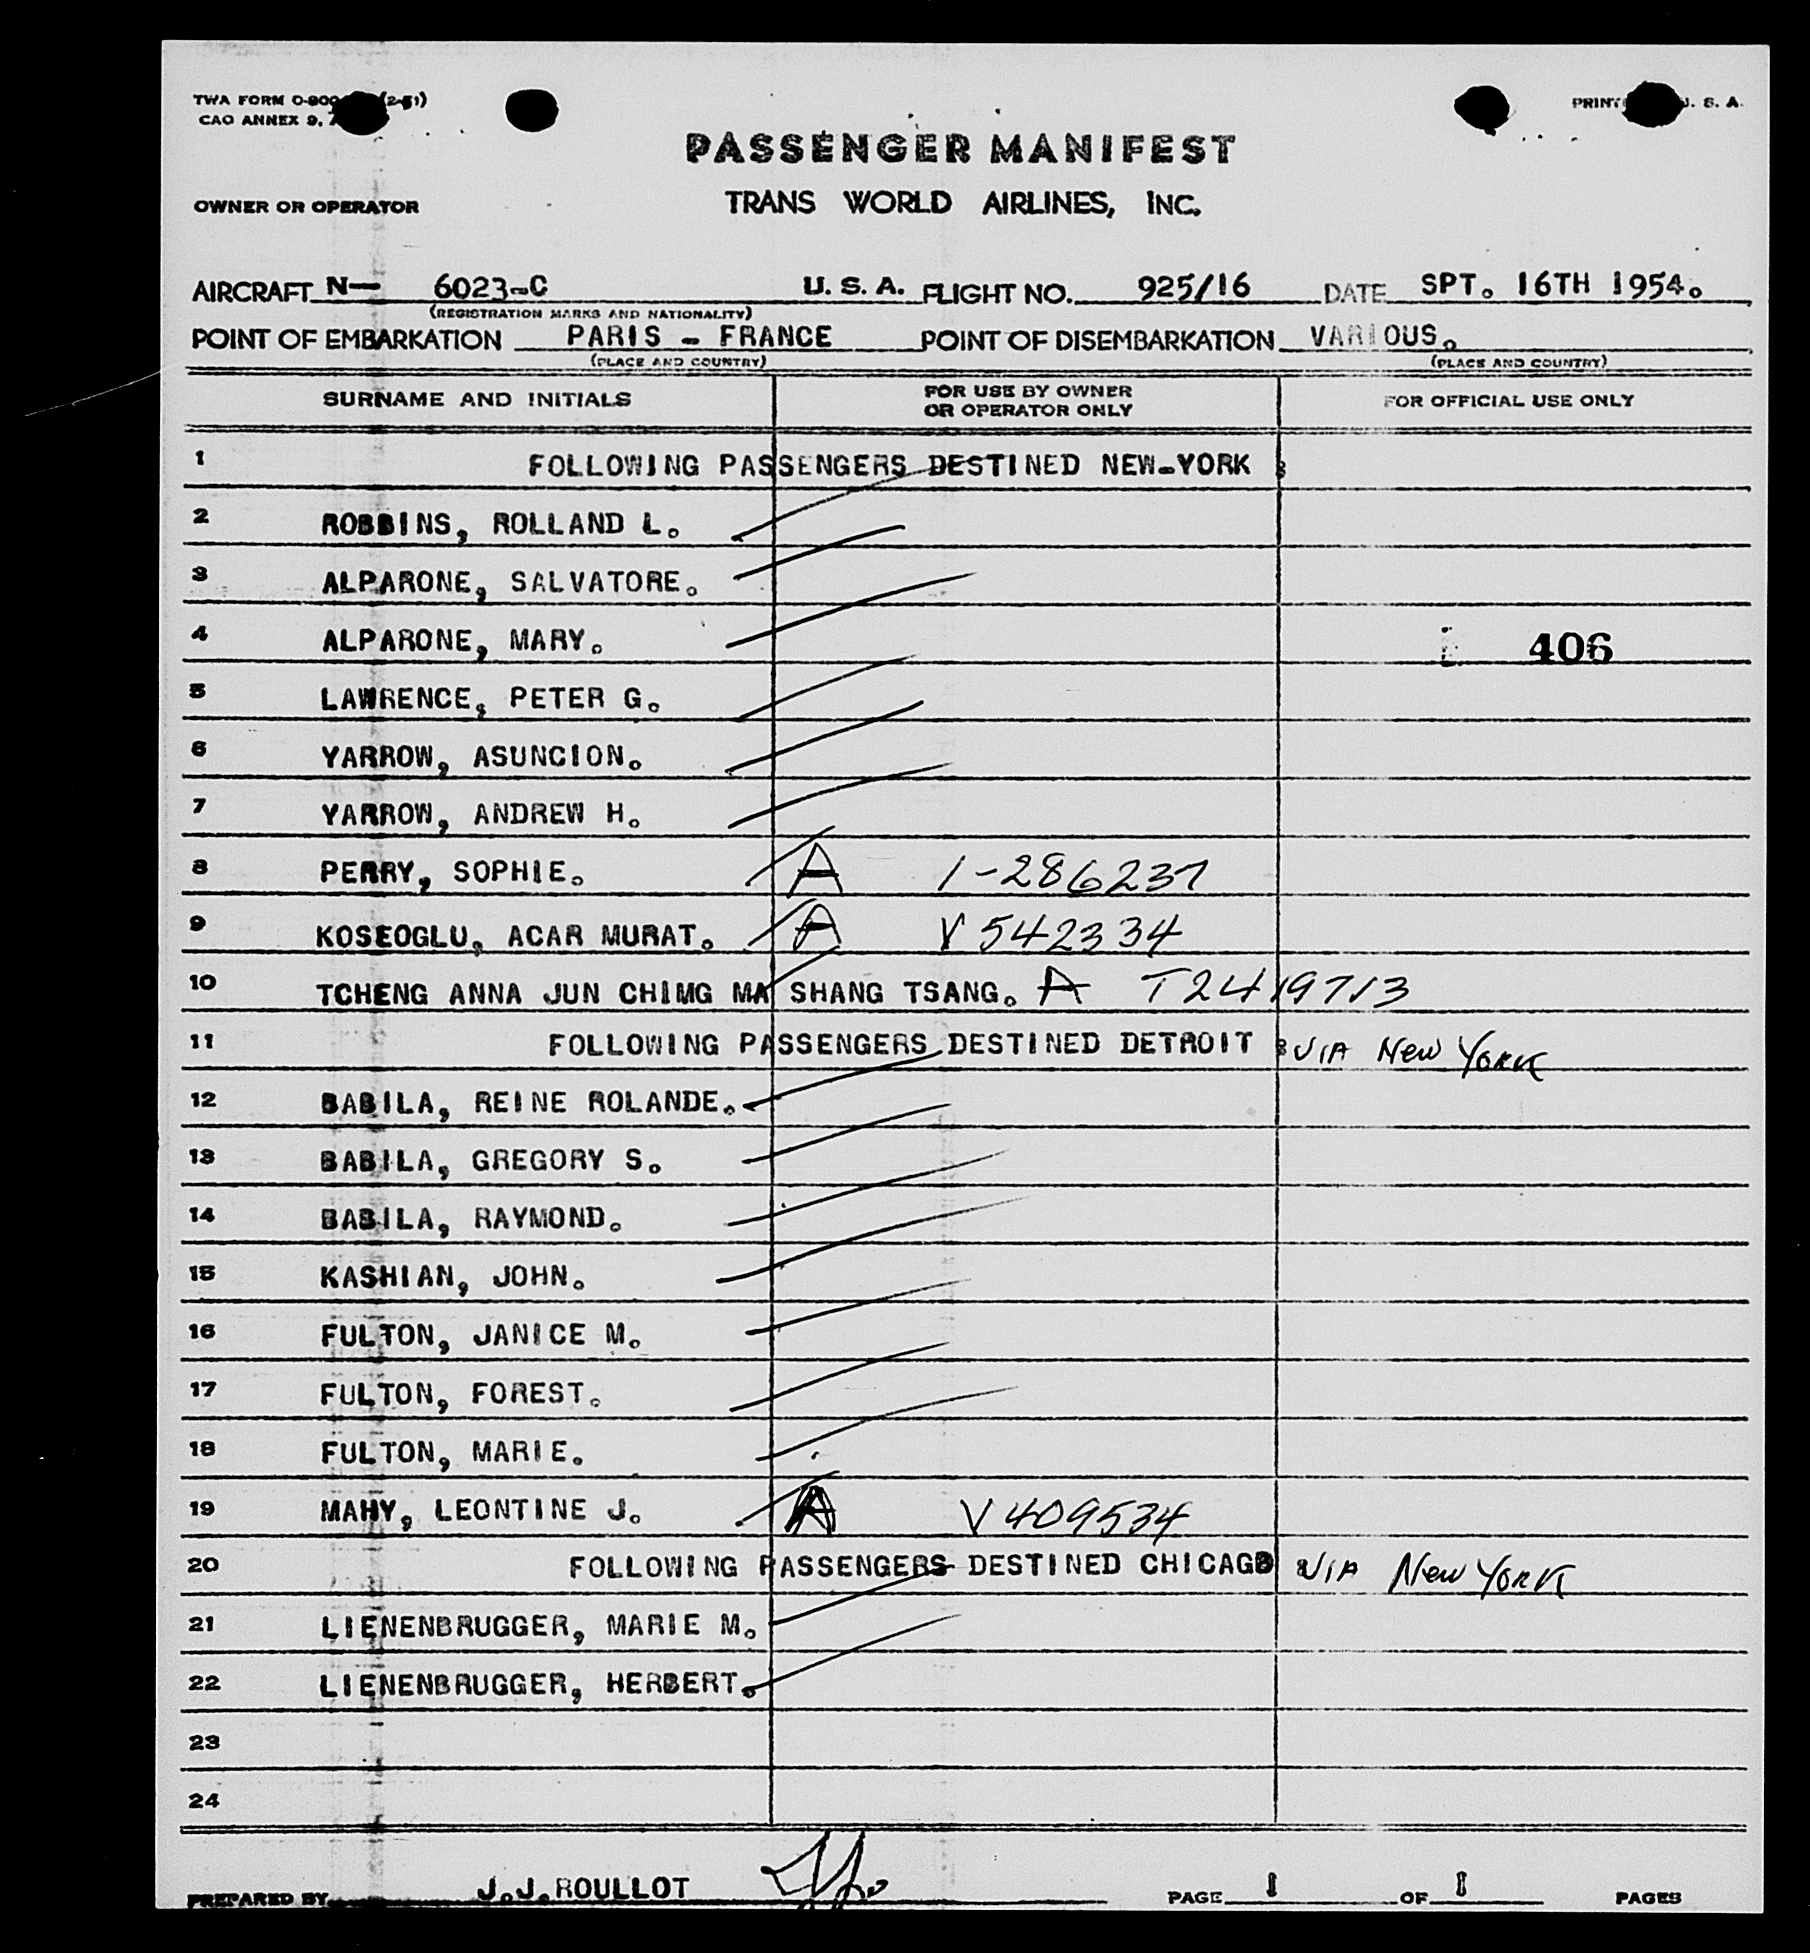 TWA FORM O-800 (2-51)
CAO ANNEX 9,
PRINT U. S. A.
PASSENGER MANIFEST
OWNER OR OPERATOR TRANS WORLD AIRLINES, INC.
AIRCRAFT N— 6023-C U. S. A. FLIGHT NO. 925/16 DATE SPT. 16TH 1954.
(REGISTRATION MARKS AND NATIONALITY)
POINT OF EMBARKATION PARIS - FRANCE POINT OF DISEMBARKATION VARIOUS.
(PLACE AND COUNTRY) (PLACE AND COUNTRY)
SURNAME AND INITIALS FOR USE BY OWNER OR OPERATOR ONLY FOR OFFICIAL USE ONLY
1 FOLLOWING PASSENGERS DESTINED NEW-YORK :
2 ROBBINS, ROLLAND L.
3 ALPARONE, SALVATORE.
4 ALPARONE, MARY. 406
5 LAWRENCE, PETER G.
6 YARROW, ASUNCION.
7 YARROW, ANDREW H.
8 PERRY, SOPHIE. A 1-286237
9 KOSEOGLU, ACAR MURAT. A V 542334
10 TCHENG ANNA JUN CHIMG MA SHANG TSANG. A T2419713
11 FOLLOWING PASSENGERS DESTINED DETROIT : VIA New York
12 BABILA, REINE ROLANDE.
13 BABILA, GREGORY S.
14 BABILA, RAYMOND.
15 KASHIAN, JOHN.
16 FULTON, JANICE M.
17 FULTON, FOREST.
18 FULTON, MARIE.
19 MAHY, LEONTINE J. A V 409534
20 FOLLOWING PASSENGERS DESTINED CHICAGO : VIA New York
21 LIENENBRUGGER, MARIE M.
22 LIENENBRUGGER, HERBERT.
23
24
PREPARED BY J.J.ROULLOT PAGE 1 OF 1 PAGES